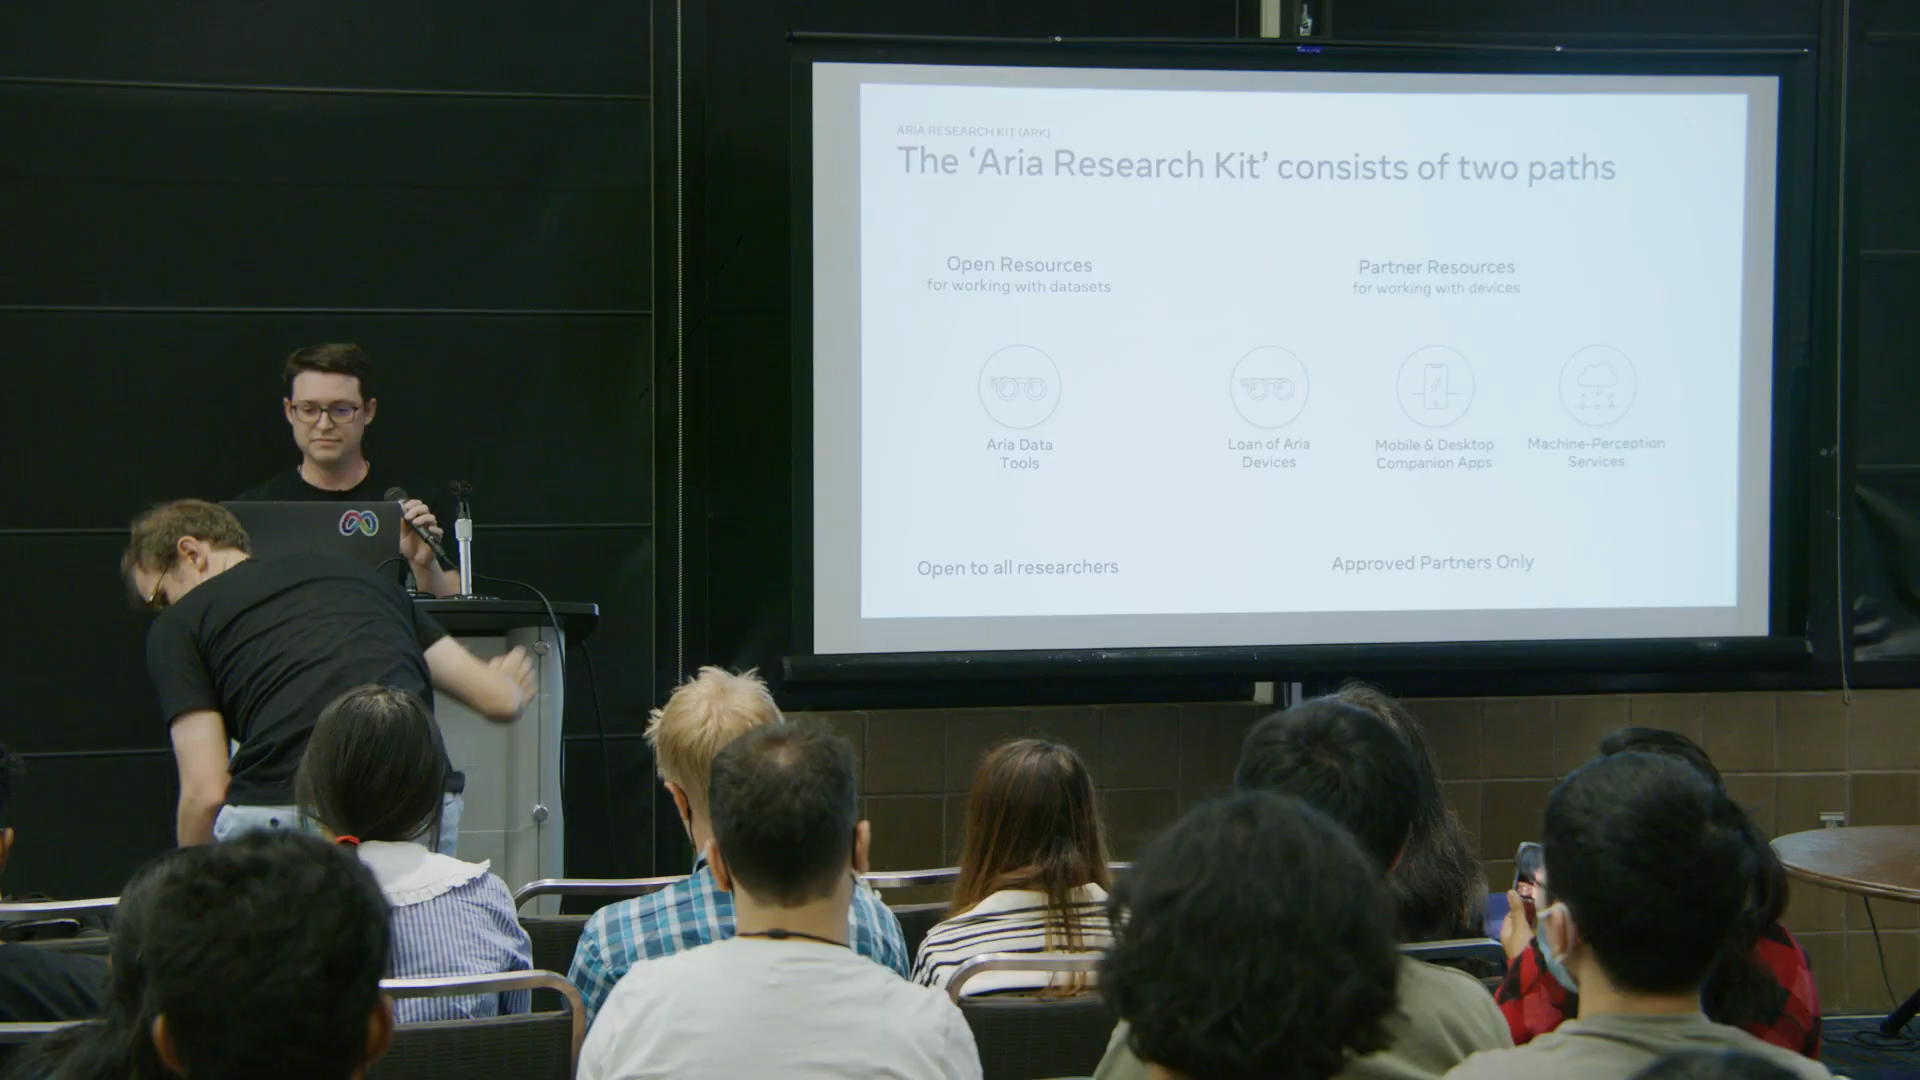 ARIA RESEARCH KIT (ARK)
The ‘Aria Research Kit’ consists of two paths
Open Resources
for working with datasets
Partner Resources
for working with devices
Aria Data
Tools
Loan of Aria
Devices
Mobile & Desktop
Companion Apps
Machine-Perception
Services
Open to all researchers
Approved Partners Only